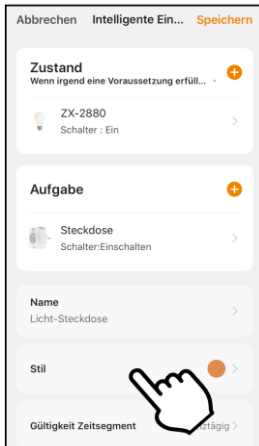 Abbrechen Intelligente Ein... Speichern
Zustand
Wenn irgend eine Voraussetzung erfüll...
ZX-2880
Schalter : Ein
Aufgabe
Steckdose
Schalter:Einschalten
Name
Licht-Steckdose
Stil
Gültigkeit Zeitsegment